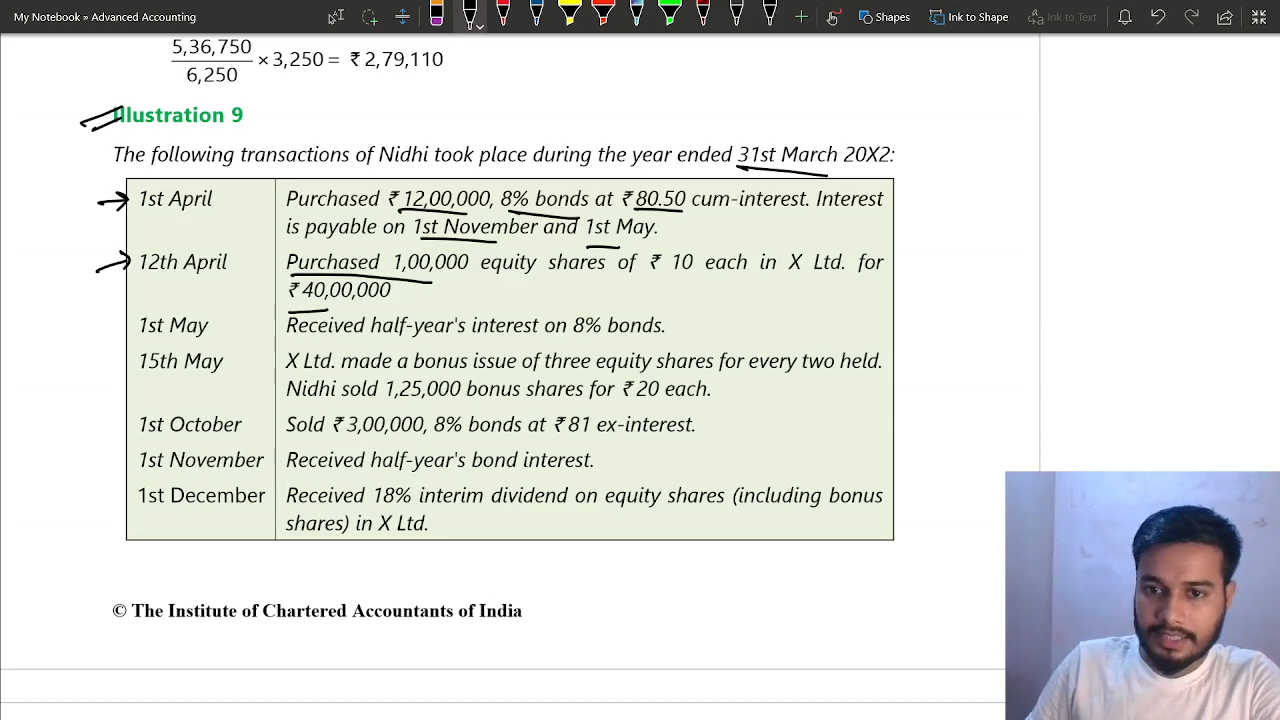 My Notebook » Advanced Accounting
Shapes
Ink to Shape
Ink to Text
5,36,750
6,250
× 3,250 = ₹ 2,79,110
Illustration 9
The following transactions of Nidhi took place during the year ended 31st March 20X2:
1st April
Purchased ₹ 12,00,000, 8% bonds at ₹ 80.50 cum-interest. Interest
is payable on 1st November and 1st May.
12th April
Purchased 1,00,000 equity shares of ₹ 10 each in X Ltd. for
₹ 40,00,000
1st May
Received half-year's interest on 8% bonds.
15th May
X Ltd. made a bonus issue of three equity shares for every two held.
Nidhi sold 1,25,000 bonus shares for ₹ 20 each.
1st October
Sold ₹ 3,00,000, 8% bonds at ₹ 81 ex-interest.
1st November
Received half-year's bond interest.
1st December
Received 18% interim dividend on equity shares (including bonus
shares) in X Ltd.
© The Institute of Chartered Accountants of India